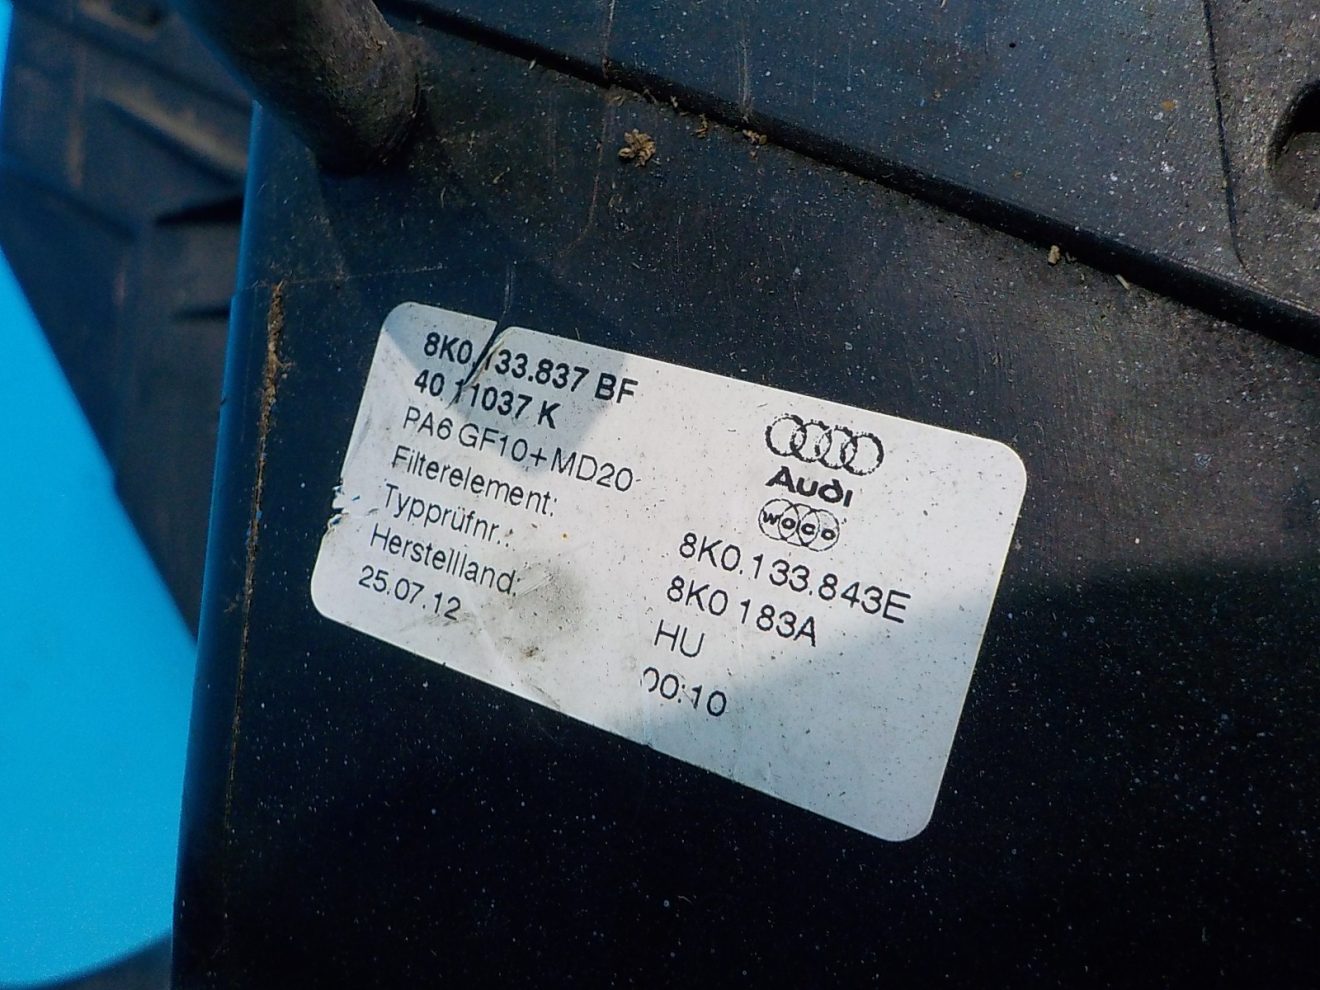 8K0.133.837 BF
40 11037 K
PA6 GF10+MD20
Filterelement: 8K0.133.843E
Typprüfnr.: 8K0 183A
Herstellland: HU
25.07.12 00:10
Audi
woco